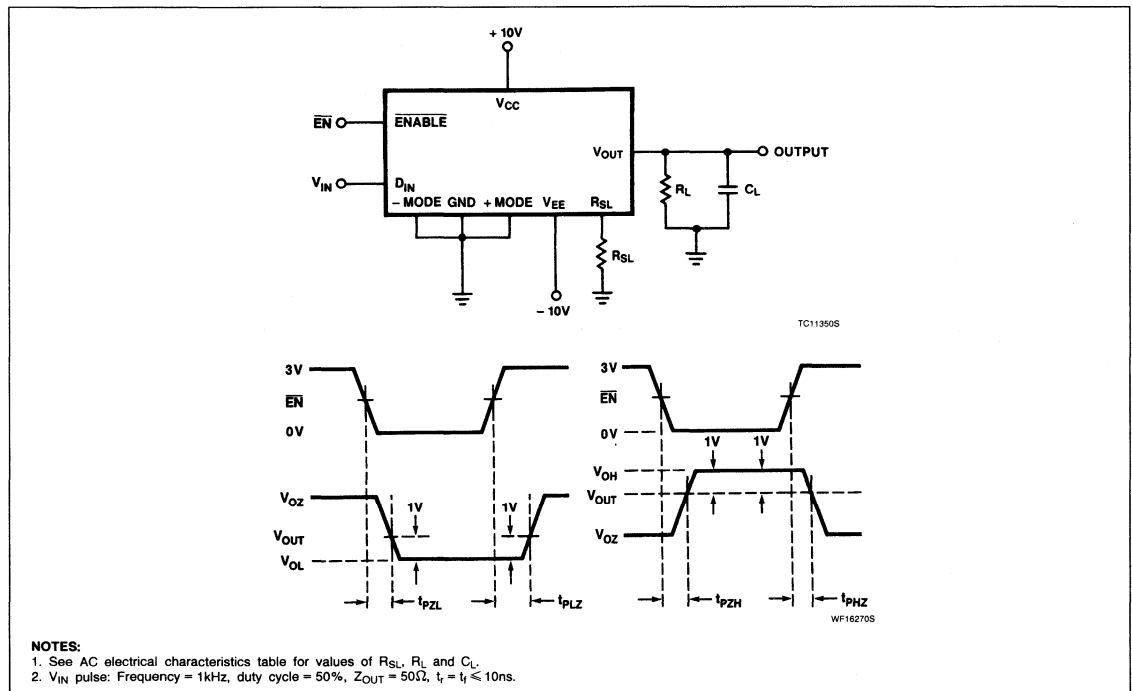 + 10V
V_CC
EN
ENABLE
V_OUT
OUTPUT
V_IN
D_IN
R_L
C_L
– MODE GND + MODE V_EE R_SL
R_SL
– 10V
TC11350S
3V
EN
0V
V_OZ
1V
1V
V_OUT
V_OL
t_PZL
t_PLZ
3V
EN
0V
1V
1V
V_OH
V_OUT
V_OZ
t_PZH
t_PHZ
WF16270S
NOTES:
1. See AC electrical characteristics table for values of R_SL, R_L and C_L.
2. V_IN pulse: Frequency = 1kHz, duty cycle = 50%, Z_OUT = 50Ω, t_r = t_f ≤ 10ns.